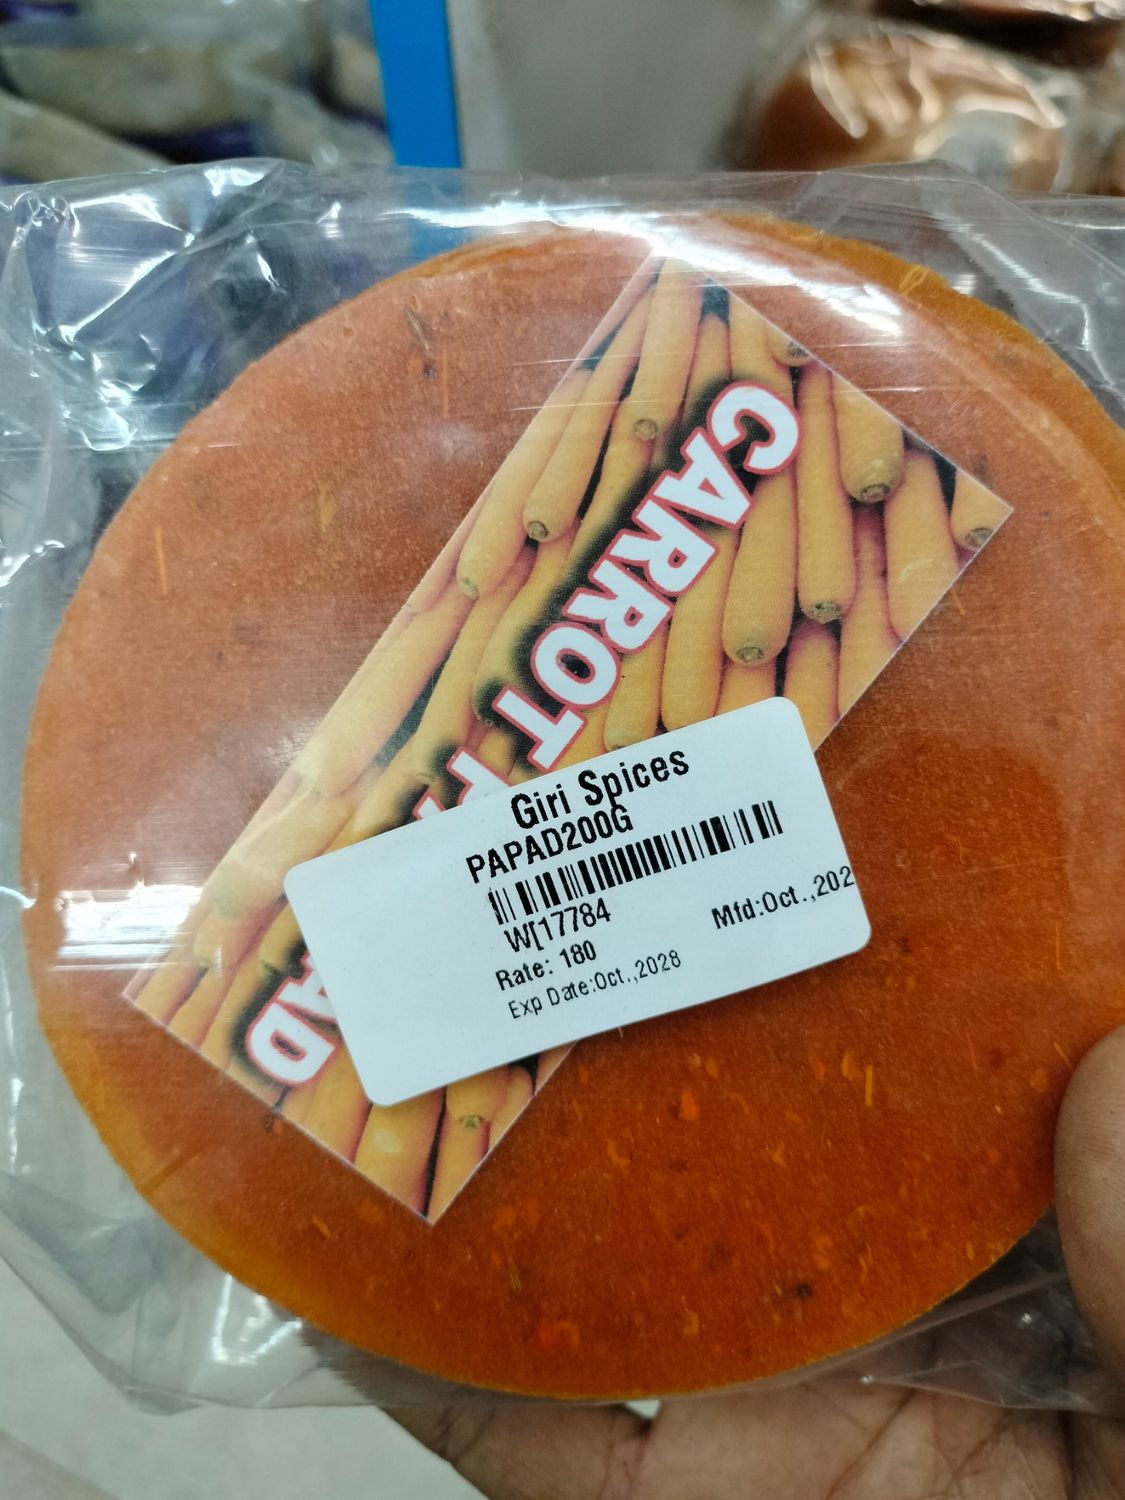 CARROT
AD
Giri Spices
PAPAD200G
W[17784
Mfd:Oct.,202
Rate: 180
Exp Date:Oct.,2028